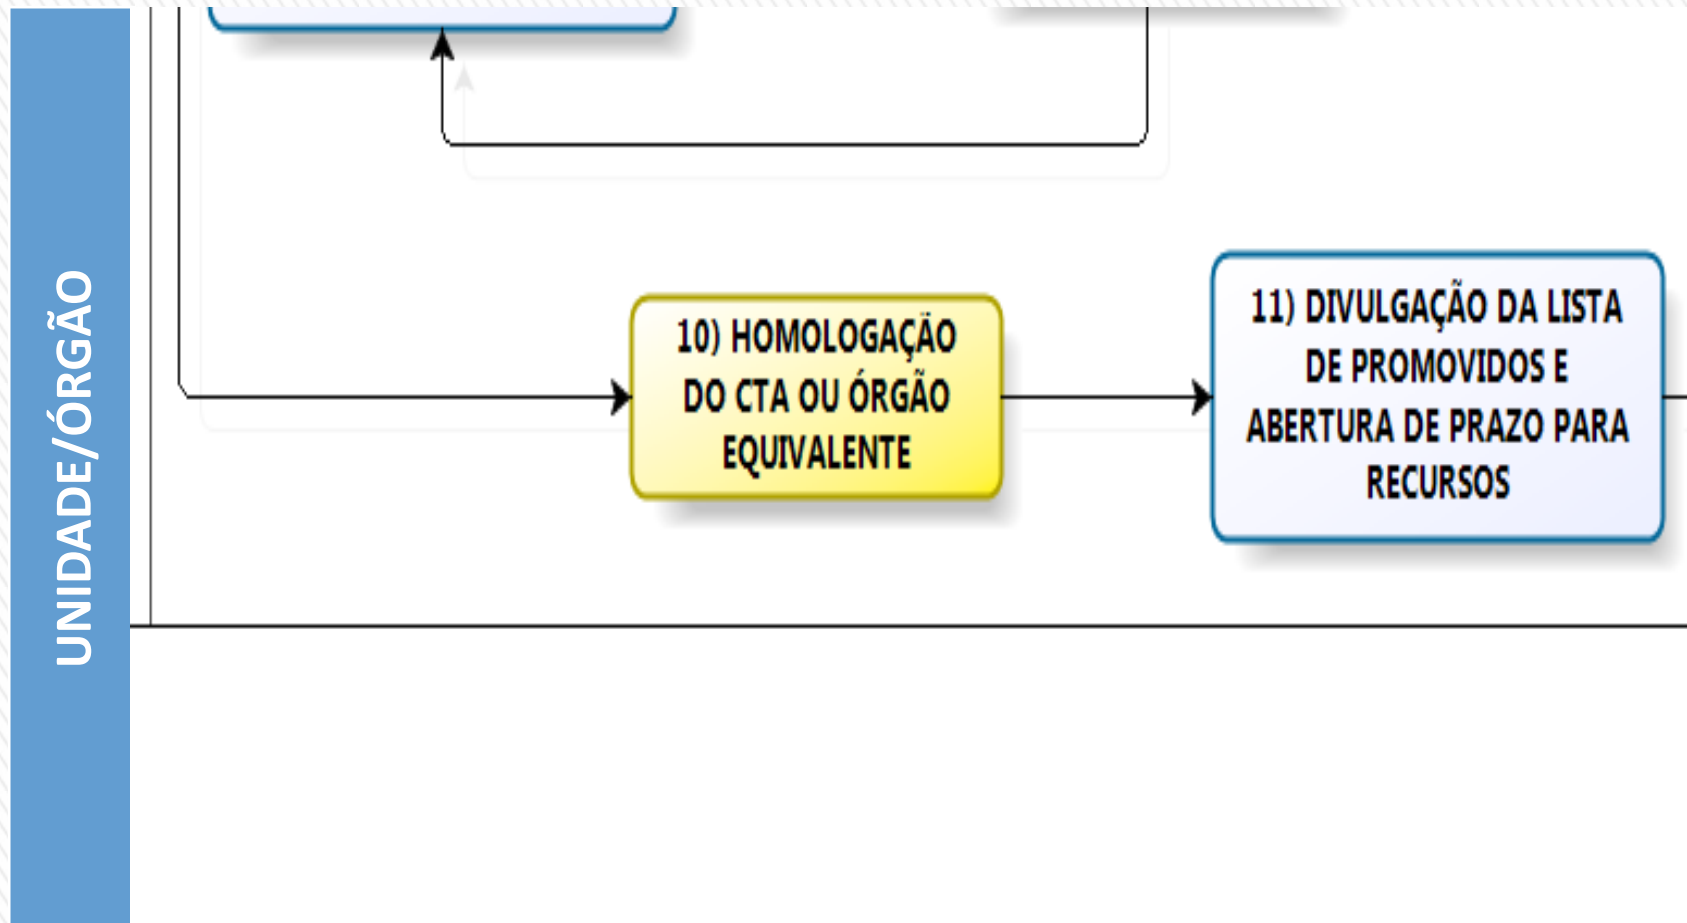 UNIDADE/ÓRGÃO
10) HOMOLOGAÇÃO
DO CTA OU ÓRGÃO
EQUIVALENTE
11) DIVULGAÇÃO DA LISTA
DE PROMOVIDOS E
ABERTURA DE PRAZO PARA
RECURSOS